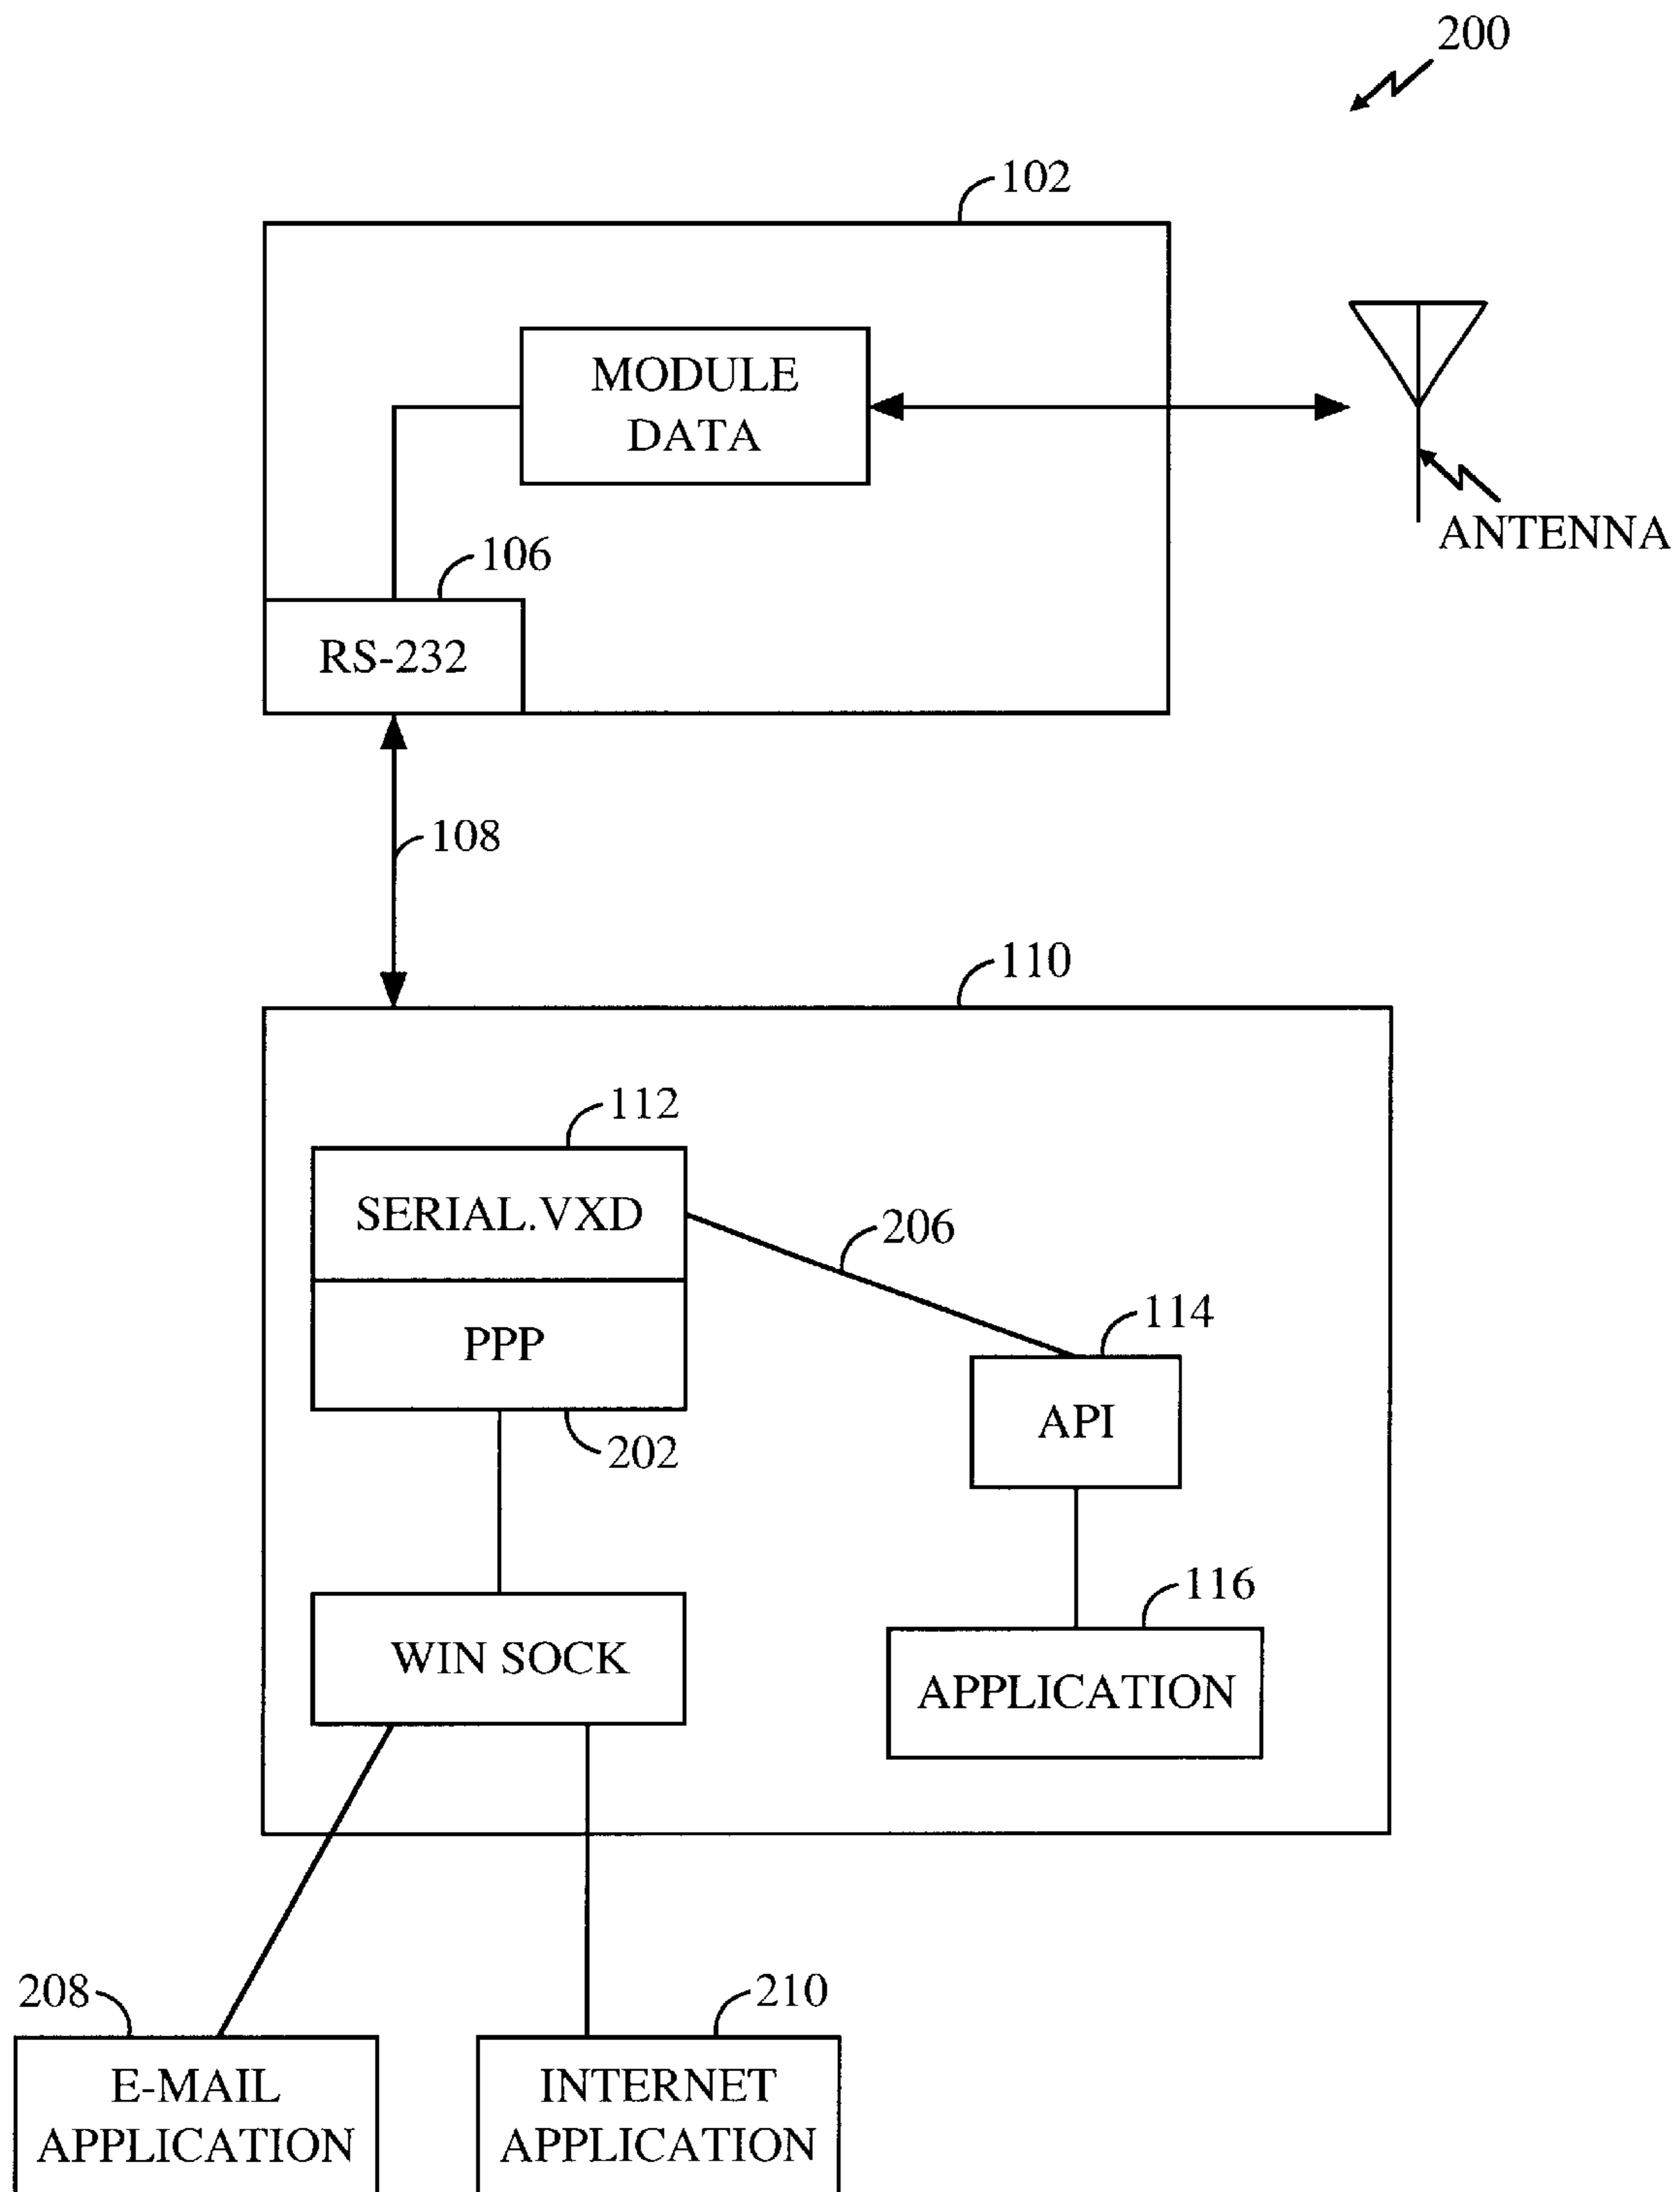 200
102
MODULE
DATA
ANTENNA
106
RS-232
108
110
112
SERIAL.VXD
206
PPP
114
API
202
116
WIN SOCK
APPLICATION
208
210
E-MAIL
APPLICATION
INTERNET
APPLICATION